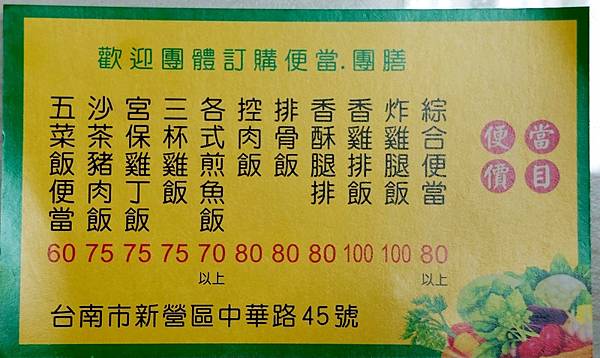 歡迎團體訂購便當.團膳
便當價目
綜合便當 80以上
炸雞腿飯 100
香雞排飯 100
香酥腿排 80
排骨飯 80
控肉飯 80
各式煎魚飯 70以上
三杯雞飯 75
宮保雞丁飯 75
沙茶豬肉飯 75
五菜飯便當 60
台南市新營區中華路45號